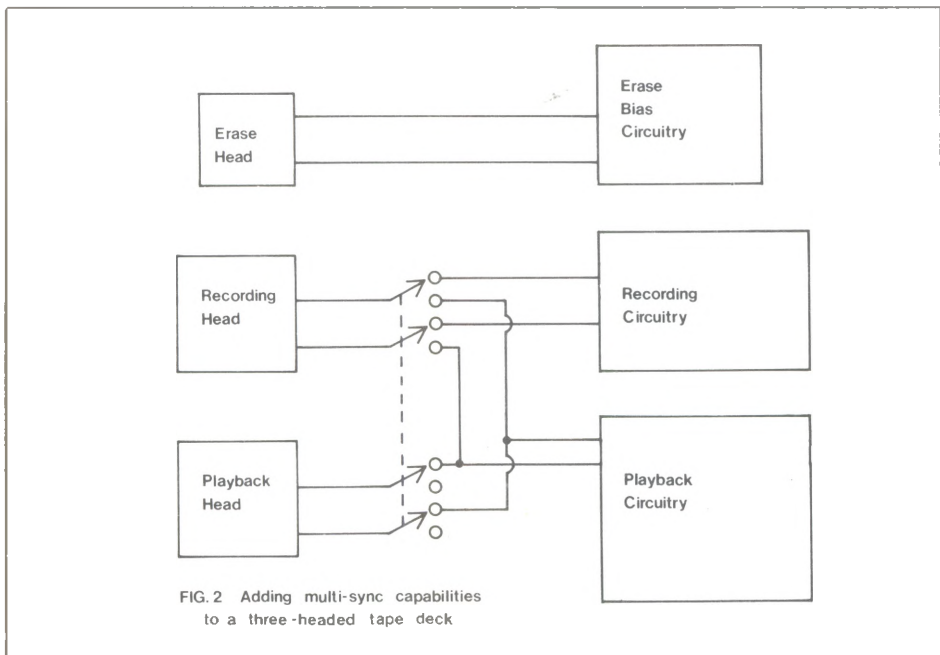 Erase
Head
Erase
Bias
Circuitry
Recording
Head
Recording
Circuitry
Playback
Head
Playback
Circuitry
FIG. 2 Adding multi-sync capabilities
to a three-headed tape deck